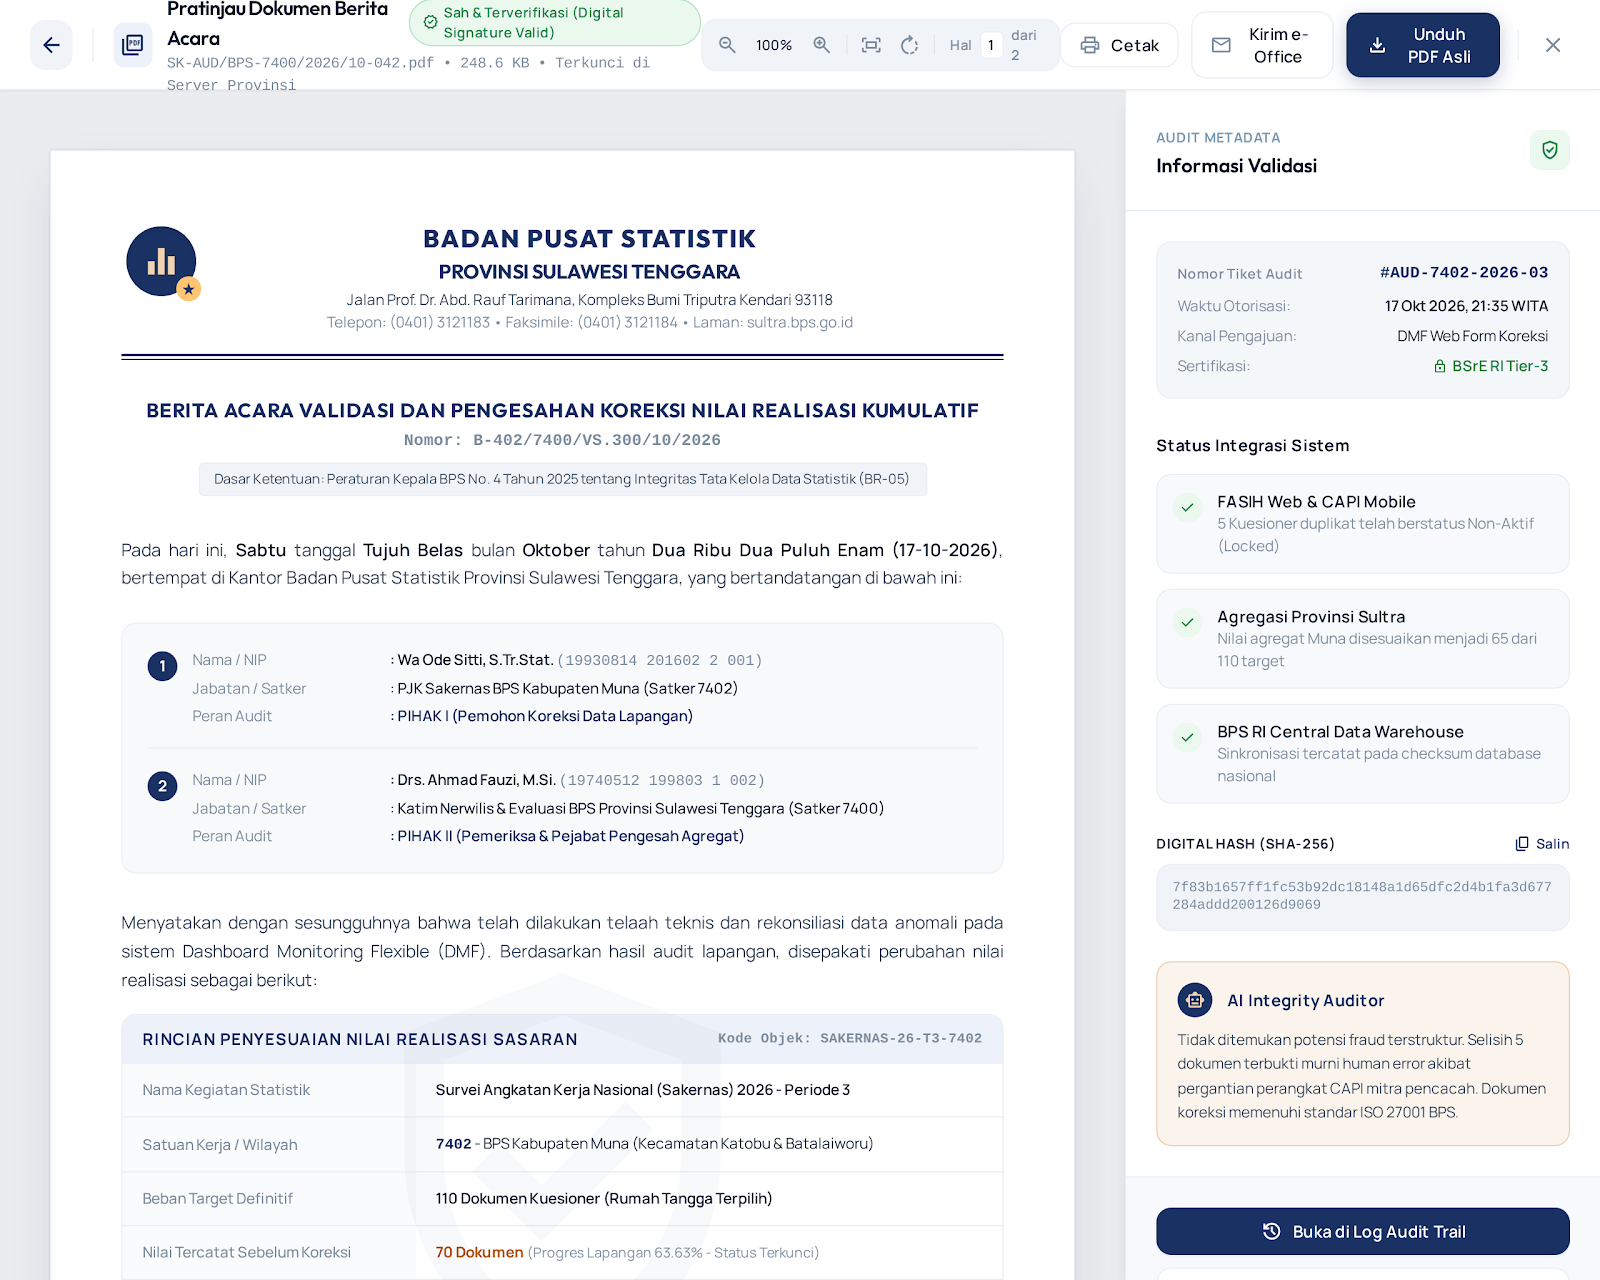 Pratinjau Dokumen Berita
Acara
Sah & Terverifikasi (Digital
Signature Valid)
SK-AUD/BPS-7400/2026/10-042.pdf • 248.6 KB • Terkunci di
Server Provinsi
100%
Hal 1 dari
2
Cetak
Kirim e-
Office
Unduh
PDF Asli
BADAN PUSAT STATISTIK
PROVINSI SULAWESI TENGGARA
Jalan Prof. Dr. Abd. Rauf Tarimana, Kompleks Bumi Triputra Kendari 93118
Telepon: (0401) 3121183 • Faksimile: (0401) 3121184 • Laman: sultra.bps.go.id
BERITA ACARA VALIDASI DAN PENGESAHAN KOREKSI NILAI REALISASI KUMULATIF
Nomor: B-402/7400/VS.300/10/2026
Dasar Ketentuan: Peraturan Kepala BPS No. 4 Tahun 2025 tentang Integritas Tata Kelola Data Statistik (BR-05)
Pada hari ini, Sabtu tanggal Tujuh Belas bulan Oktober tahun Dua Ribu Dua Puluh Enam (17-10-2026),
bertempat di Kantor Badan Pusat Statistik Provinsi Sulawesi Tenggara, yang bertandatangan di bawah ini:
1
Nama / NIP : Wa Ode Sitti, S.Tr.Stat. (19930814 201602 2 001)
Jabatan / Satker : PJK Sakernas BPS Kabupaten Muna (Satker 7402)
Peran Audit : PIHAK I (Pemohon Koreksi Data Lapangan)
2
Nama / NIP : Drs. Ahmad Fauzi, M.Si. (19740512 199803 1 002)
Jabatan / Satker : Katim Nerwilis & Evaluasi BPS Provinsi Sulawesi Tenggara (Satker 7400)
Peran Audit : PIHAK II (Pemeriksa & Pejabat Pengesah Agregat)
Menyatakan dengan sesungguhnya bahwa telah dilakukan telaah teknis dan rekonsiliasi data anomali pada
sistem Dashboard Monitoring Flexible (DMF). Berdasarkan hasil audit lapangan, disepakati perubahan nilai
realisasi sebagai berikut:
RINCIAN PENYESUAIAN NILAI REALISASI SASARAN Kode Objek: SAKERNAS-26-T3-7402
Nama Kegiatan Statistik Survei Angkatan Kerja Nasional (Sakernas) 2026 - Periode 3
Satuan Kerja / Wilayah 7402 - BPS Kabupaten Muna (Kecamatan Katobu & Batalaiworu)
Beban Target Definitif 110 Dokumen Kuesioner (Rumah Tangga Terpilih)
Nilai Tercatat Sebelum Koreksi 70 Dokumen (Progres Lapangan 63.63% - Status Terkunci)
AUDIT METADATA
Informasi Validasi
Nomor Tiket Audit #AUD-7402-2026-03
Waktu Otorisasi: 17 Okt 2026, 21:35 WITA
Kanal Pengajuan: DMF Web Form Koreksi
Sertifikasi: BSrE RI Tier-3
Status Integrasi Sistem
FASIH Web & CAPI Mobile
5 Kuesioner duplikat telah berstatus Non-Aktif
(Locked)
Agregasi Provinsi Sultra
Nilai agregat Muna disesuaikan menjadi 65 dari
110 target
BPS RI Central Data Warehouse
Sinkronisasi tercatat pada checksum database
nasional
DIGITAL HASH (SHA-256) Salin
7f83b1657ff1fc53b92dc18148a1d65dfc2d4b1fa3d677
284addd200126d9069
AI Integrity Auditor
Tidak ditemukan potensi fraud terstruktur. Selisih 5
dokumen terbukti murni human error akibat
pergantian perangkat CAPI mitra pencacah. Dokumen
koreksi memenuhi standar ISO 27001 BPS.
Buka di Log Audit Trail